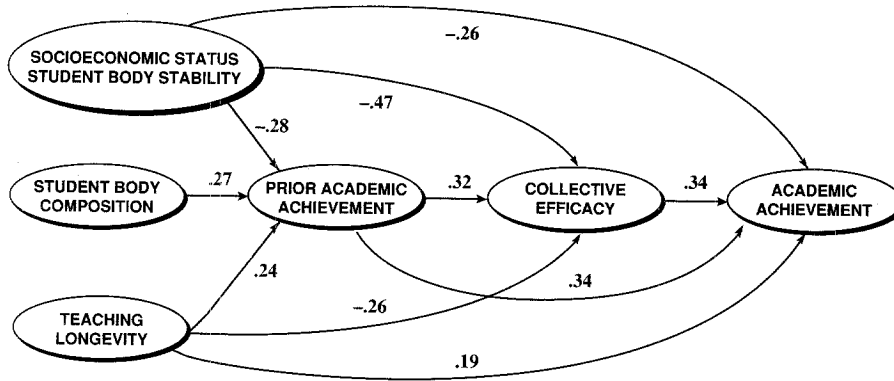 -.26
SOCIOECONOMIC STATUS
STUDENT BODY STABILITY
-.47
-.28
STUDENT BODY
COMPOSITION
.27
PRIOR ACADEMIC
ACHIEVEMENT
.32
COLLECTIVE
EFFICACY
.34
ACADEMIC
ACHIEVEMENT
.24
-.26
.34
TEACHING
LONGEVITY
.19